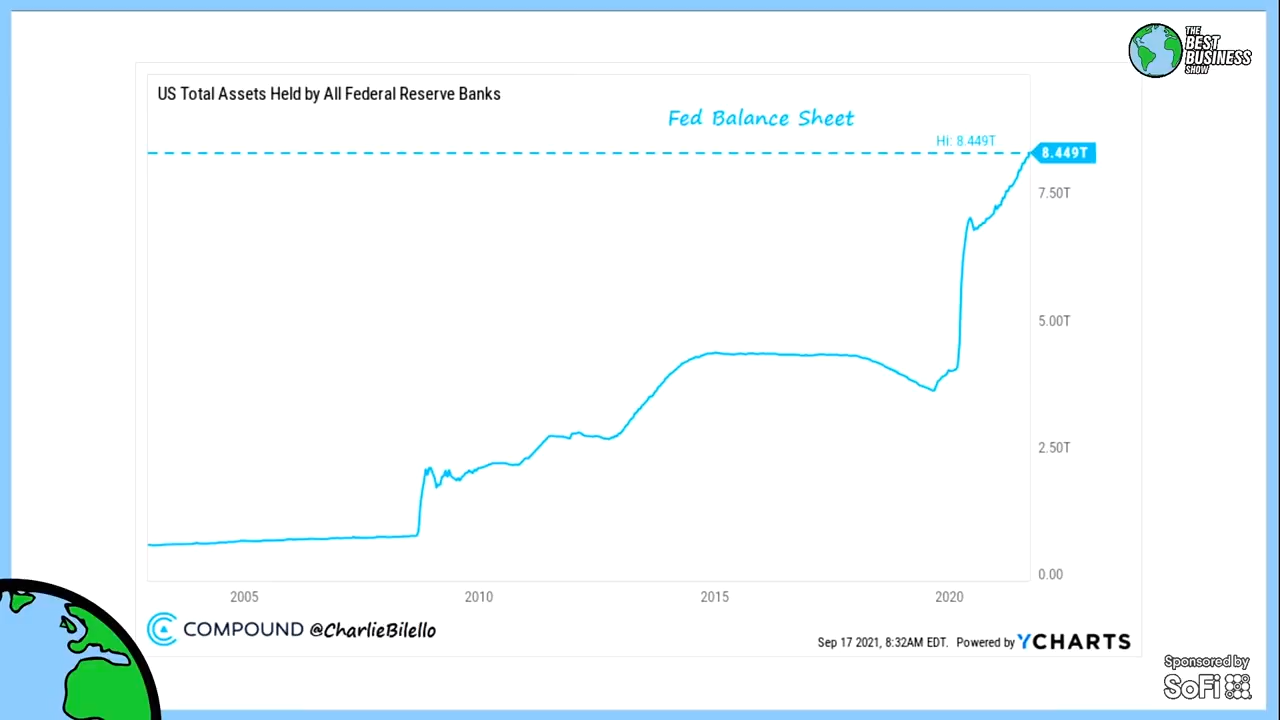 THE
BEST
BUSINESS
SHOW
US Total Assets Held by All Federal Reserve Banks
Fed Balance Sheet
Hi: 8.449T
8.449T
7.50T
5.00T
2.50T
0.00
2005 2010 2015 2020
COMPOUND @CharlieBilello
Sep 17 2021, 8:32AM EDT. Powered by YCHARTS
Sponsored by
SoFi